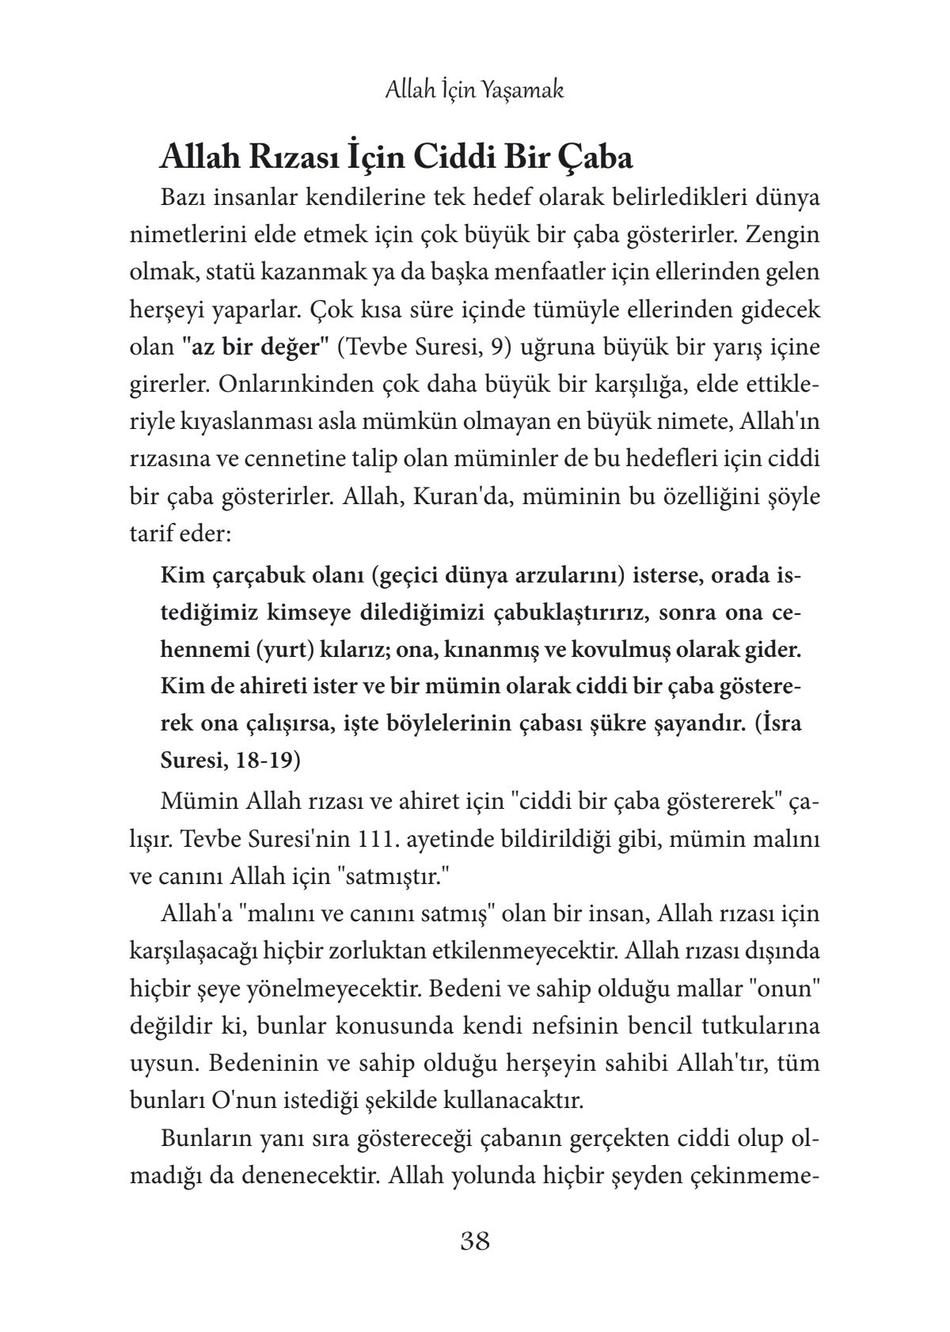 Allah İçin Yaşamak
Allah Rızası İçin Ciddi Bir Çaba
Bazı insanlar kendilerine tek hedef olarak belirledikleri dünya
nimetlerini elde etmek için çok büyük bir çaba gösterirler. Zengin
olmak, statü kazanmak ya da başka menfaatler için ellerinden gelen
herşeyi yaparlar. Çok kısa süre içinde tümüyle ellerinden gidecek
olan "az bir değer" (Tevbe Suresi, 9) uğruna büyük bir yarış içine
girerler. Onlarınkinden çok daha büyük bir karşılığa, elde ettikle-
riyle kıyaslanması asla mümkün olmayan en büyük nimete, Allah'ın
rızasına ve cennetine talip olan müminler de bu hedefleri için ciddi
bir çaba gösterirler. Allah, Kuran'da, müminin bu özelliğini şöyle
tarif eder:
Kim çarçabuk olanı (geçici dünya arzularını) isterse, orada is-
tediğimiz kimseye dilediğimizi çabuklaştırırız, sonra ona ce-
hennemi (yurt) kılarız; ona, kınanmış ve kovulmuş olarak gider.
Kim de ahireti ister ve bir mümin olarak ciddi bir çaba göstere-
rek ona çalışırsa, işte böylelerinin çabası şükre şayandır. (İsra
Suresi, 18-19)
Mümin Allah rızası ve ahiret için "ciddi bir çaba göstererek" ça-
lışır. Tevbe Suresi'nin 111. ayetinde bildirildiği gibi, mümin malını
ve canını Allah için "satmıştır."
Allah'a "malını ve canını satmış" olan bir insan, Allah rızası için
karşılaşacağı hiçbir zorluktan etkilenmeyecektir. Allah rızası dışında
hiçbir şeye yönelmeyecektir. Bedeni ve sahip olduğu mallar "onun"
değildir ki, bunlar konusunda kendi nefsinin bencil tutkularına
uysun. Bedeninin ve sahip olduğu herşeyin sahibi Allah'tır, tüm
bunları O'nun istediği şekilde kullanacaktır.
Bunların yanı sıra göstereceği çabanın gerçekten ciddi olup ol-
madığı da denenecektir. Allah yolunda hiçbir şeyden çekinmeme-
38